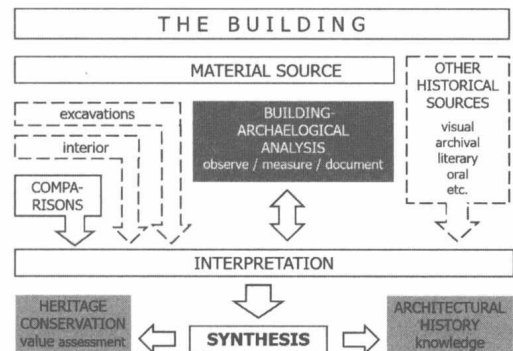 THE BUILDING
MATERIAL SOURCE
OTHER
HISTORICAL
SOURCES
visual
archival
literary
oral
etc.
excavations
interior
BUILDING-
ARCHAELOGICAL
ANALYSIS
observe / measure / document
COMPA-
RISONS
INTERPRETATION
HERITAGE
CONSERVATION
value assessment
SYNTHESIS
ARCHITECTURAL
HISTORY
knowledge